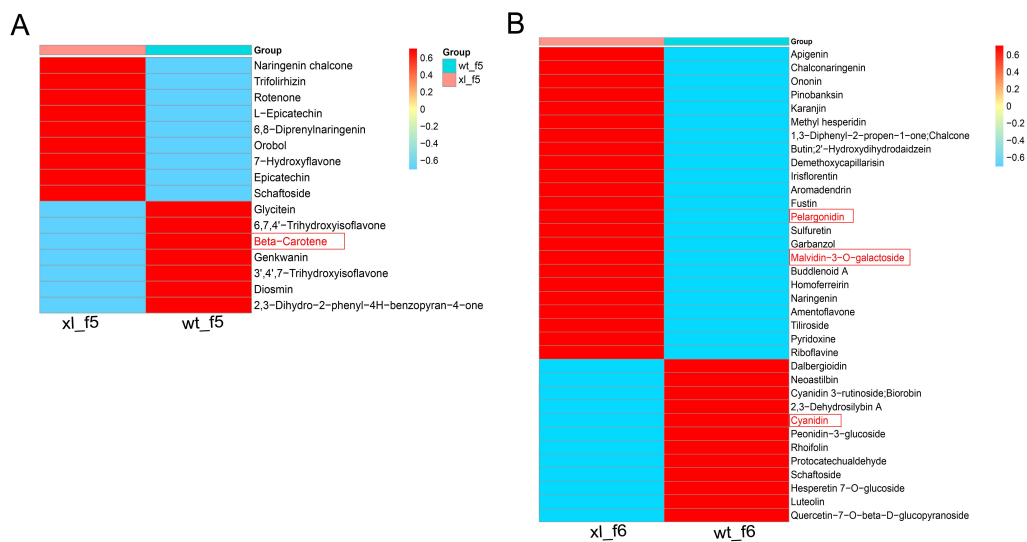 A
Group
Naringenin chalcone
Trifolirhizin
Rotenone
L−Epicatechin
6,8−Diprenylnaringenin
Orobol
7−Hydroxyflavone
Epicatechin
Schaftoside
Glycitein
6,7,4'−Trihydroxyisoflavone
Beta−Carotene
Genkwanin
3',4',7−Trihydroxyisoflavone
Diosmin
2,3−Dihydro−2−phenyl−4H−benzopyran−4−one
xl_f5
wt_f5
0.6
0.4
0.2
0
−0.2
−0.4
−0.6
Group
wt_f5
xl_f5
B
Group
Apigenin
Chalconaringenin
Ononin
Pinobanksin
Karanjin
Methyl hesperidin
1,3−Diphenyl−2−propen−1−one;Chalcone
Butin;2'−Hydroxydihydrodaidzein
Demethoxycapillarisin
Irisflorentin
Aromadendrin
Fustin
Pelargonidin
Sulfuretin
Garbanzol
Malvidin−3−O−galactoside
Buddlenoid A
Homoferreirin
Naringenin
Amentoflavone
Tiliroside
Pyridoxine
Riboflavine
Dalbergioidin
Neoastilbin
Cyanidin 3−rutinoside;Biorobin
2,3−Dehydrosilybin A
Cyanidin
Peonidin−3−glucoside
Rhoifolin
Protocatechualdehyde
Schaftoside
Hesperetin 7−O−glucoside
Luteolin
Quercetin−7−O−beta−D−glucopyranoside
xl_f6
wt_f6
0.6
0.4
0.2
0
−0.2
−0.4
−0.6